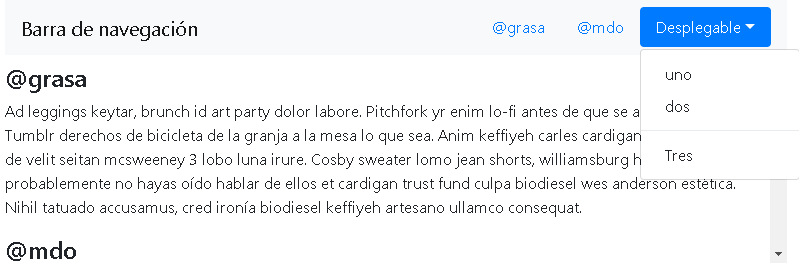 Barra de navegación @grasa @mdo Desplegable
uno
dos
Tres
@grasa
Ad leggings keytar, brunch id art party dolor labore. Pitchfork yr enim lo-fi antes de que se a
Tumblr derechos de bicicleta de la granja a la mesa lo que sea. Anim keffiyeh carles cardigan
de velit seitan mcsweeney 3 lobo luna irure. Cosby sweater lomo jean shorts, williamsburg h
probablemente no hayas oído hablar de ellos et cardigan trust fund culpa biodiesel wes anderson estética.
Nihil tatuado accusamus, cred ironía biodiesel keffiyeh artesano ullamco consequat.
@mdo